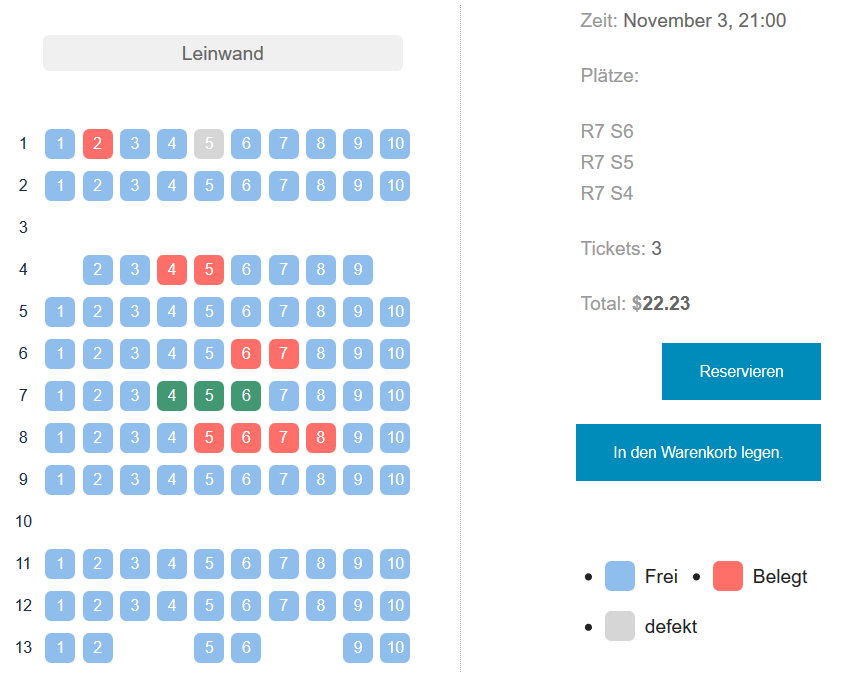 Leinwand
1 1 2 3 4 5 6 7 8 9 10
2 1 2 3 4 5 6 7 8 9 10
3
4 2 3 4 5 6 7 8 9
5 1 2 3 4 5 6 7 8 9 10
6 1 2 3 4 5 6 7 8 9 10
7 1 2 3 4 5 6 7 8 9 10
8 1 2 3 4 5 6 7 8 9 10
9 1 2 3 4 5 6 7 8 9 10
10
11 1 2 3 4 5 6 7 8 9 10
12 1 2 3 4 5 6 7 8 9 10
13 1 2 5 6 9 10
Zeit: November 3, 21:00
Plätze:
R7 S6
R7 S5
R7 S4
Tickets: 3
Total: $22.23
Reservieren
In den Warenkorb legen.
• Frei • Belegt
• defekt